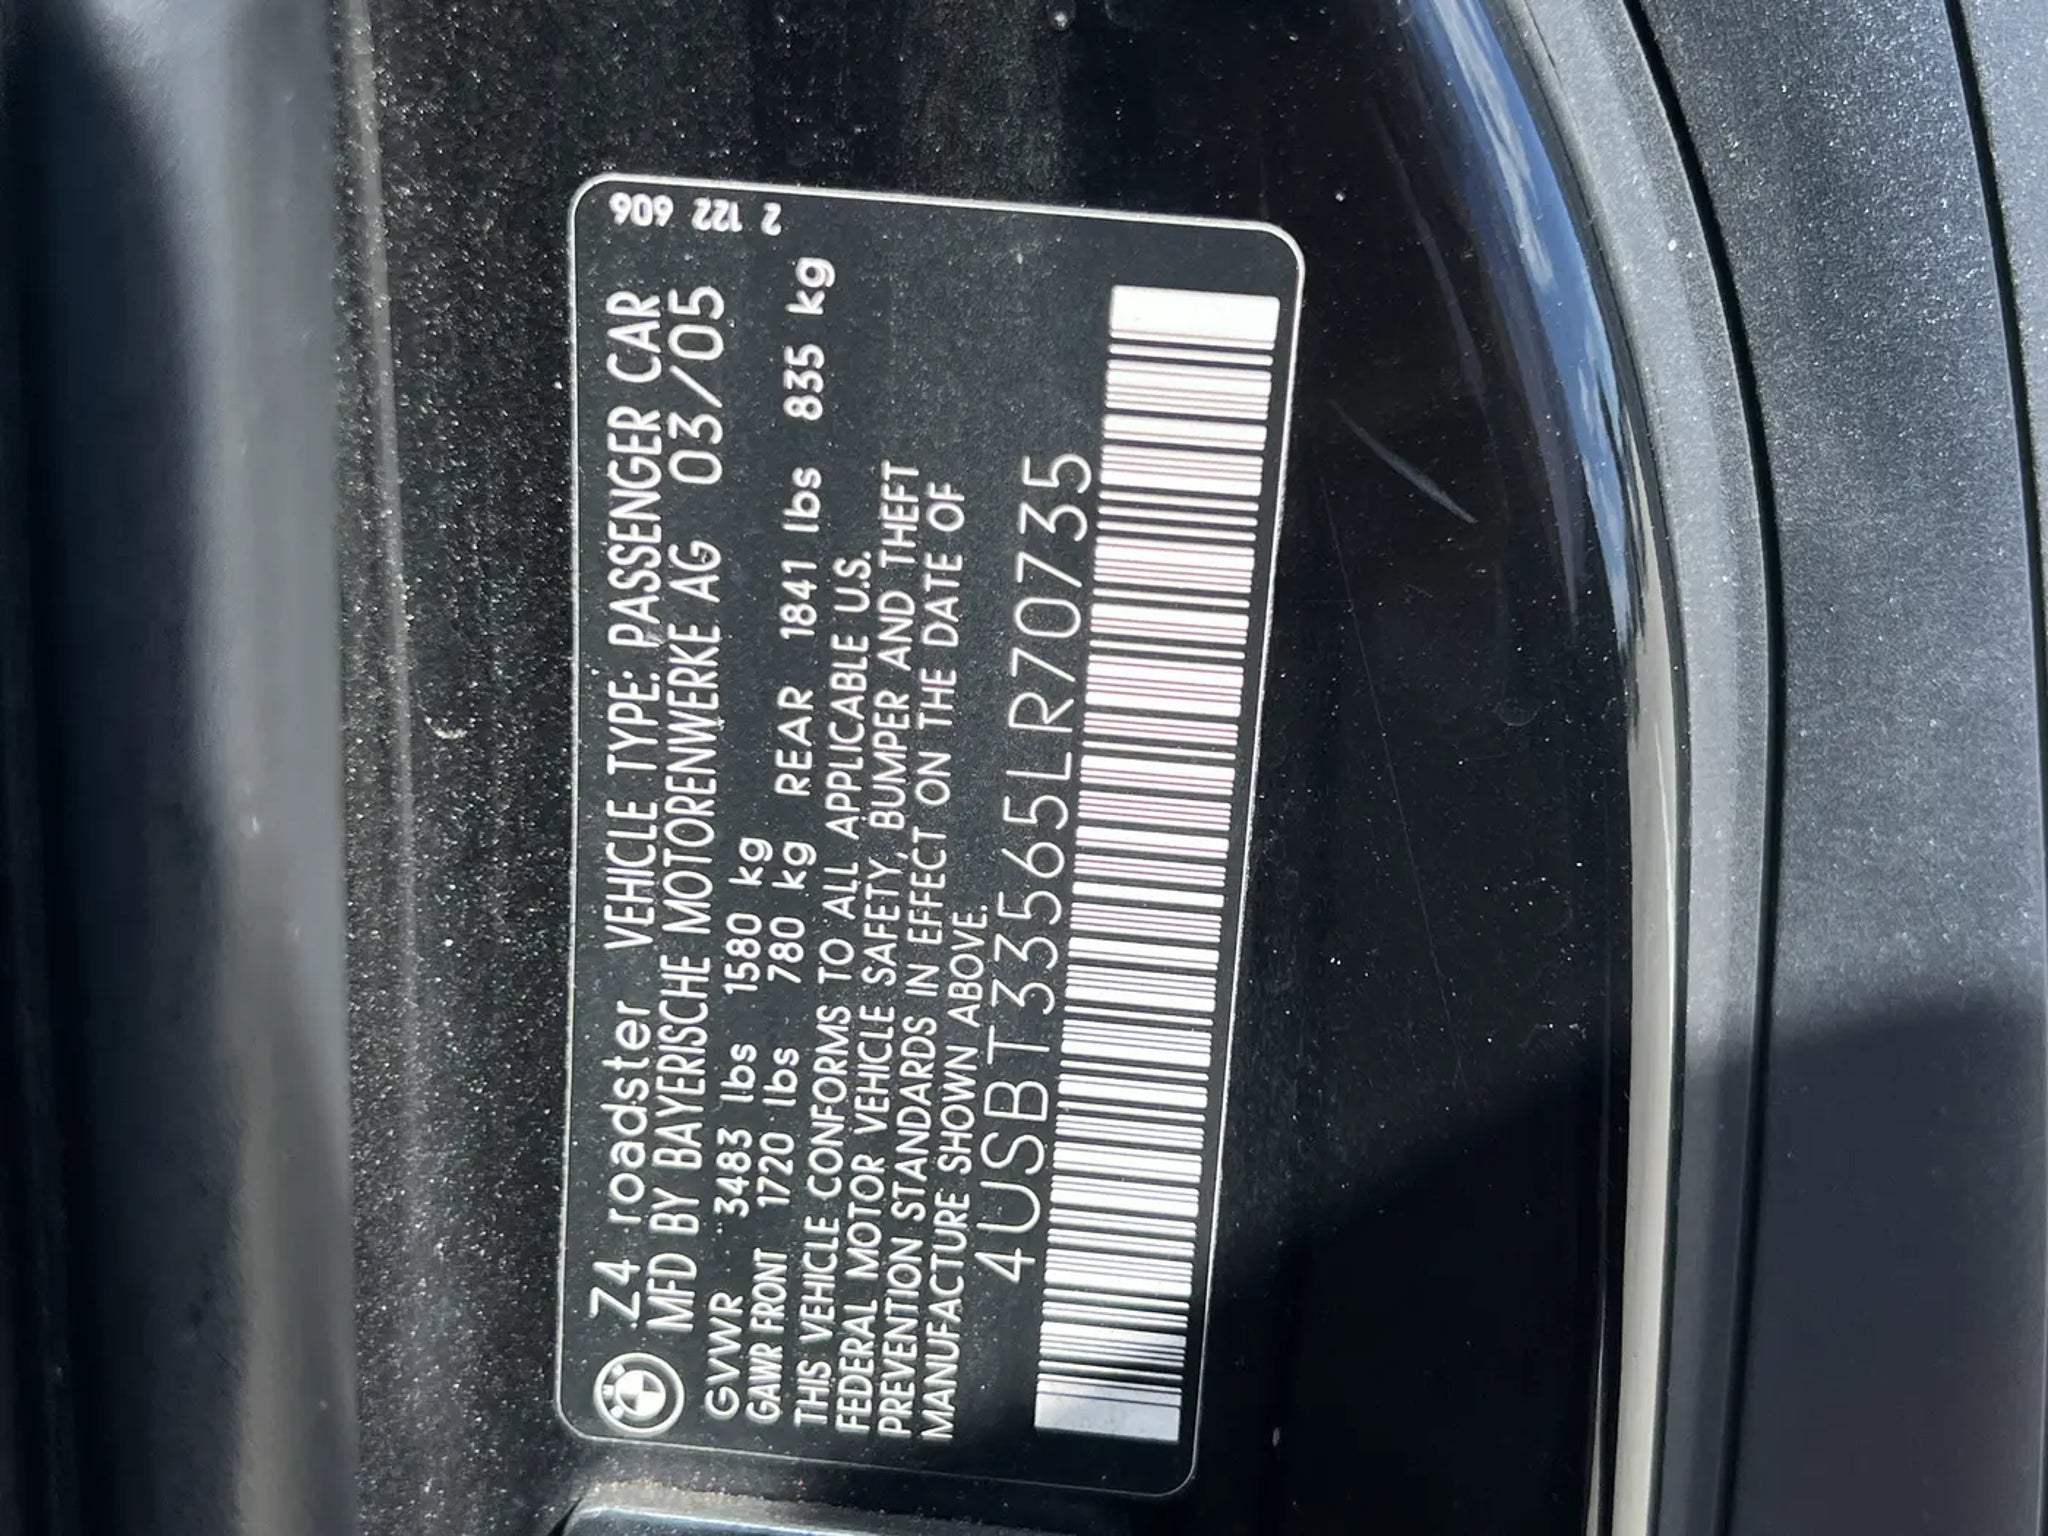 Z4 roadster VEHICLE TYPE: PASSENGER CAR
MFD BY BAYERISCHE MOTORENWERKE AG 03/05
GVWR 3483 lbs 1580 kg
GAWR FRONT 1720 lbs 780 kg REAR 1841 lbs 835 kg
THIS VEHICLE CONFORMS TO ALL APPLICABLE U.S.
FEDERAL MOTOR VEHICLE SAFETY, BUMPER AND THEFT
PREVENTION STANDARDS IN EFFECT ON THE DATE OF
MANUFACTURE SHOWN ABOVE.
4USBT33565LR70735
2 122 606